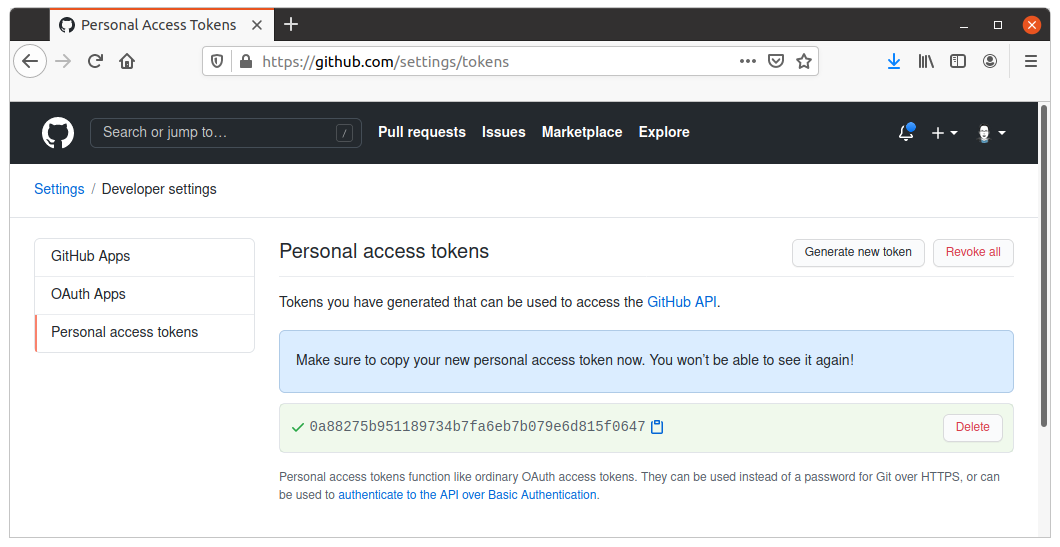 Personal Access Tokens
https://github.com/settings/tokens
Search or jump to… /
Pull requests Issues Marketplace Explore
Settings / Developer settings
GitHub Apps
OAuth Apps
Personal access tokens
Personal access tokens
Generate new token
Revoke all
Tokens you have generated that can be used to access the GitHub API.
Make sure to copy your new personal access token now. You won't be able to see it again!
0a88275b951189734b7fa6eb7b079e6d815f0647
Delete
Personal access tokens function like ordinary OAuth access tokens. They can be used instead of a password for Git over HTTPS, or can
be used to authenticate to the API over Basic Authentication.